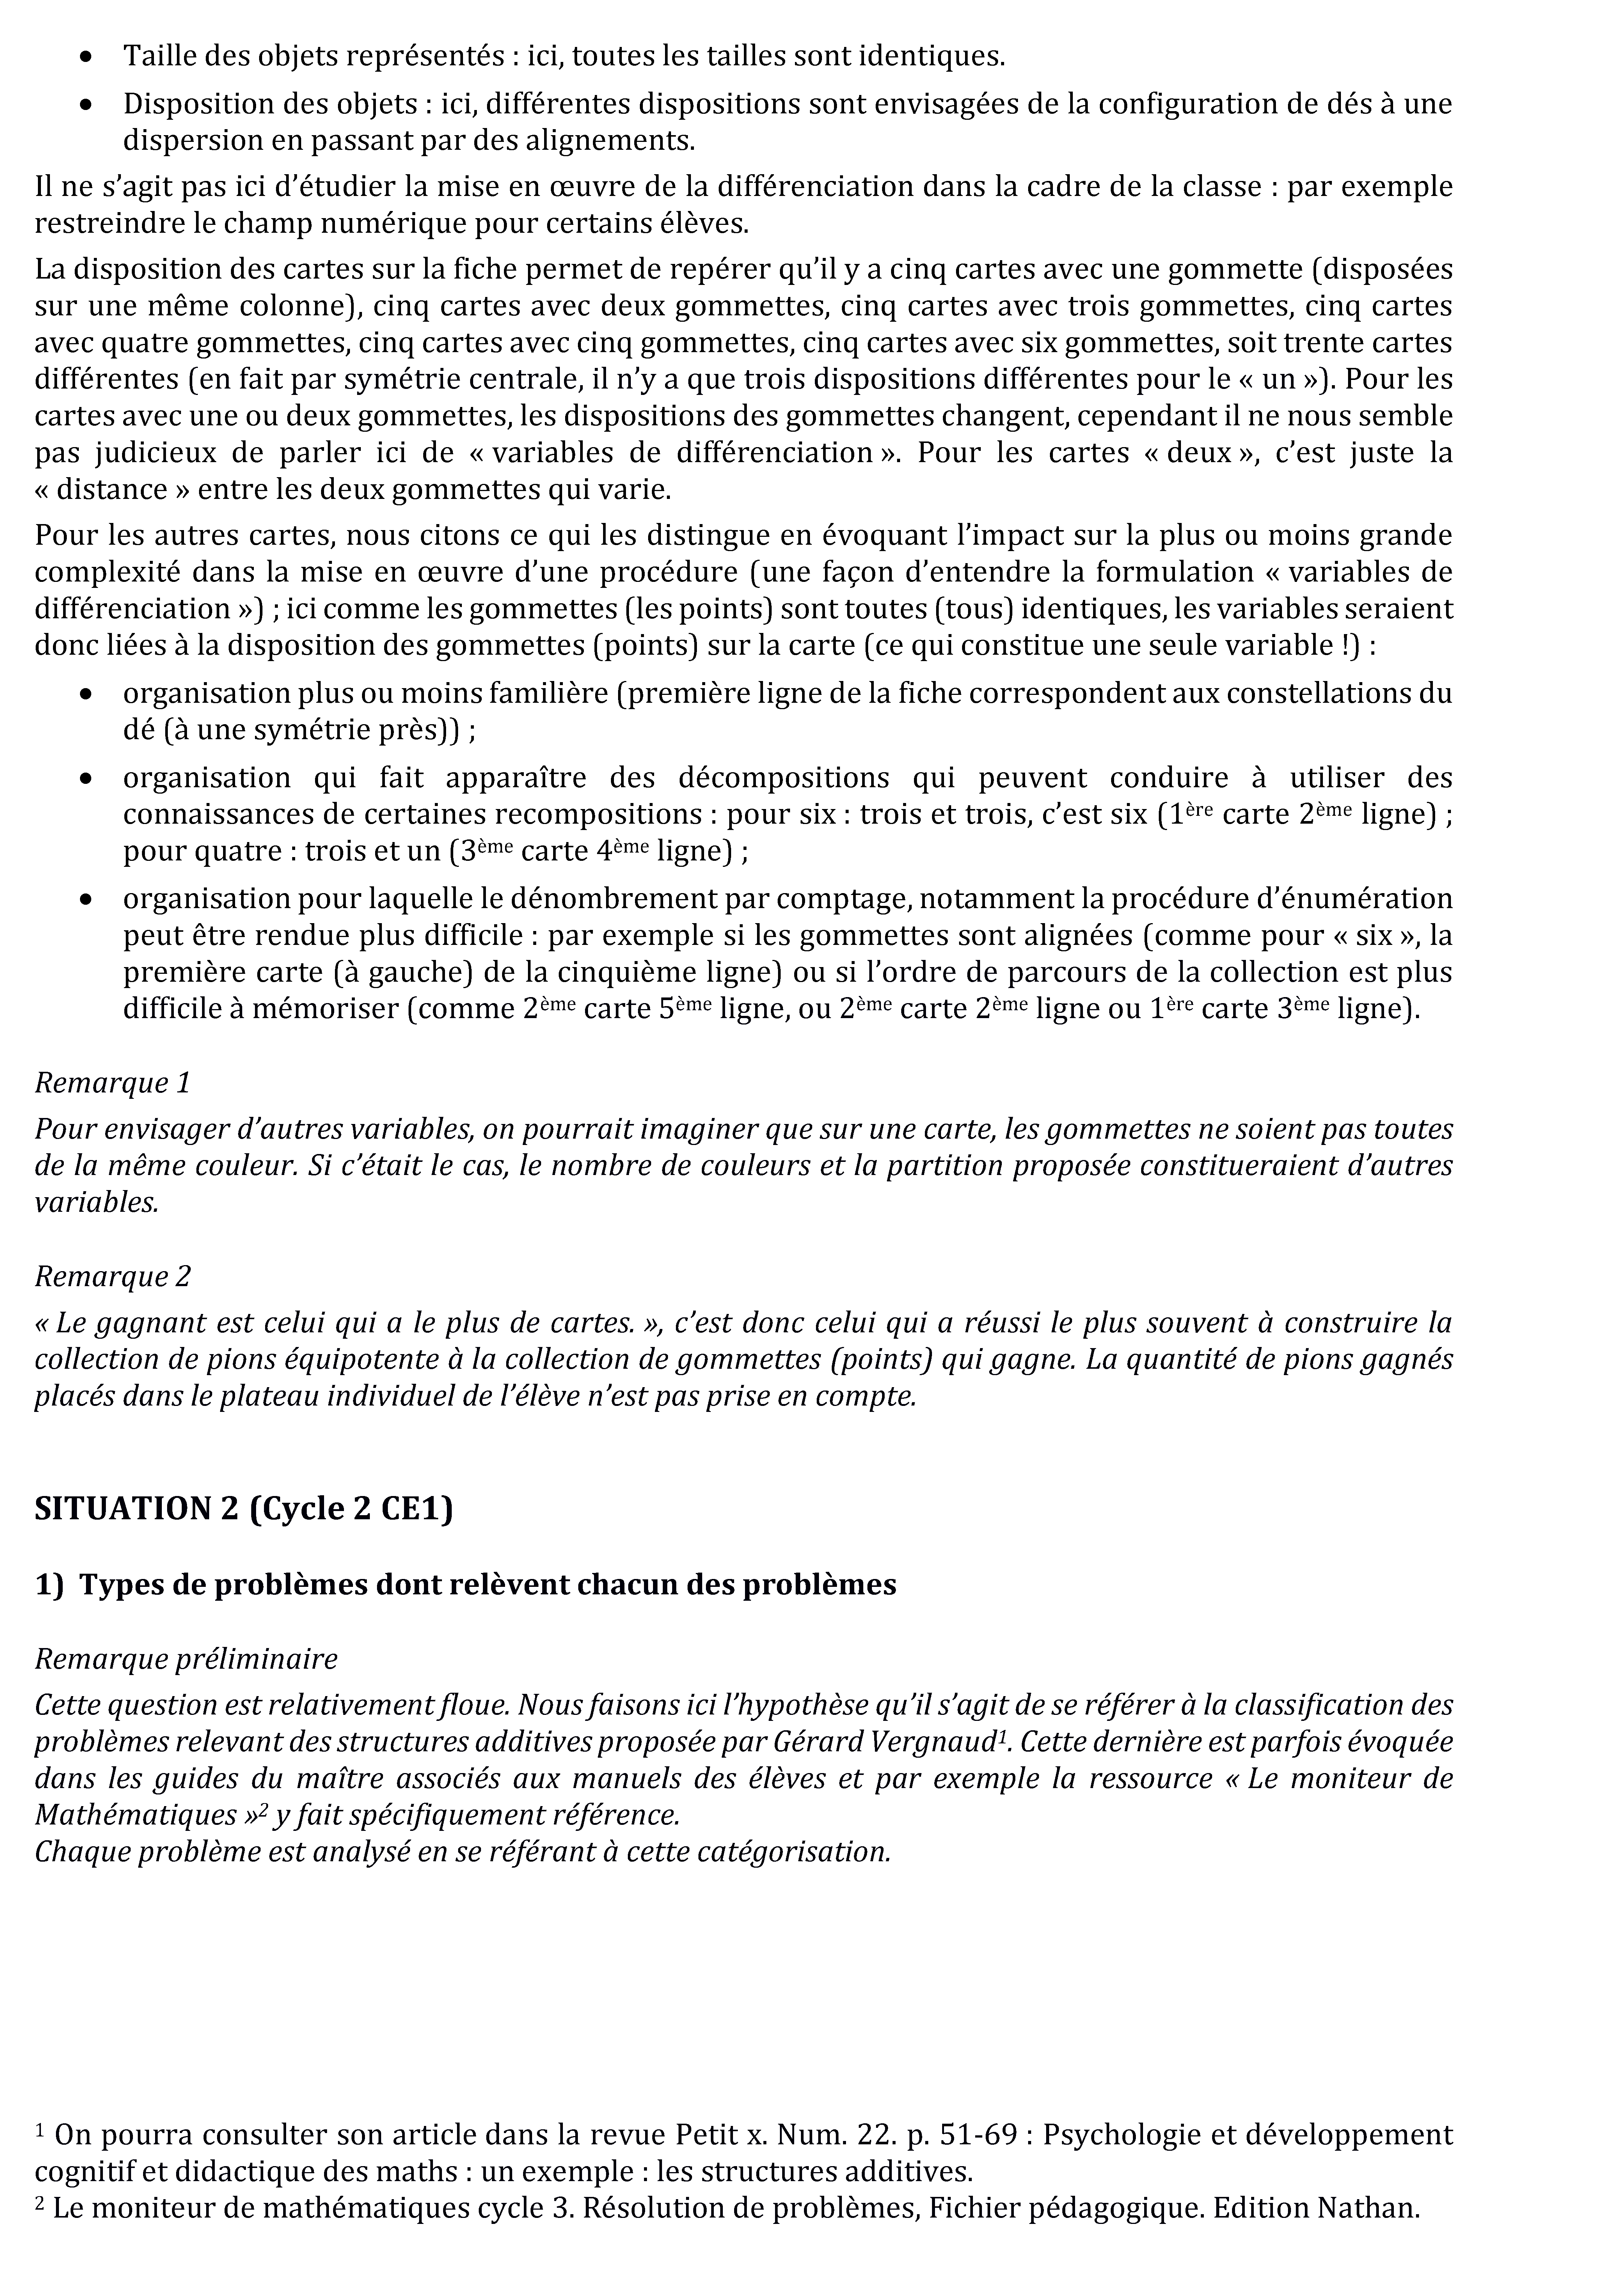 • Taille des objets représentés : ici, toutes les tailles sont identiques.
• Disposition des objets : ici, différentes dispositions sont envisagées de la configuration de dés à une
dispersion en passant par des alignements.
Il ne s’agit pas ici d’étudier la mise en œuvre de la différenciation dans la cadre de la classe : par exemple
restreindre le champ numérique pour certains élèves.
La disposition des cartes sur la fiche permet de repérer qu’il y a cinq cartes avec une gommette (disposées
sur une même colonne), cinq cartes avec deux gommettes, cinq cartes avec trois gommettes, cinq cartes
avec quatre gommettes, cinq cartes avec cinq gommettes, cinq cartes avec six gommettes, soit trente cartes
différentes (en fait par symétrie centrale, il n’y a que trois dispositions différentes pour le « un »). Pour les
cartes avec une ou deux gommettes, les dispositions des gommettes changent, cependant il ne nous semble
pas judicieux de parler ici de « variables de différenciation ». Pour les cartes « deux », c’est juste la
« distance » entre les deux gommettes qui varie.
Pour les autres cartes, nous citons ce qui les distingue en évoquant l’impact sur la plus ou moins grande
complexité dans la mise en œuvre d’une procédure (une façon d’entendre la formulation « variables de
différenciation ») ; ici comme les gommettes (les points) sont toutes (tous) identiques, les variables seraient
donc liées à la disposition des gommettes (points) sur la carte (ce qui constitue une seule variable !) :
• organisation plus ou moins familière (première ligne de la fiche correspondent aux constellations du
dé (à une symétrie près)) ;
• organisation qui fait apparaître des décompositions qui peuvent conduire à utiliser des
connaissances de certaines recompositions : pour six : trois et trois, c’est six (1ère carte 2ème ligne) ;
pour quatre : trois et un (3ème carte 4ème ligne) ;
• organisation pour laquelle le dénombrement par comptage, notamment la procédure d’énumération
peut être rendue plus difficile : par exemple si les gommettes sont alignées (comme pour « six », la
première carte (à gauche) de la cinquième ligne) ou si l’ordre de parcours de la collection est plus
difficile à mémoriser (comme 2ème carte 5ème ligne, ou 2ème carte 2ème ligne ou 1ère carte 3ème ligne).
Remarque 1
Pour envisager d’autres variables, on pourrait imaginer que sur une carte, les gommettes ne soient pas toutes
de la même couleur. Si c’était le cas, le nombre de couleurs et la partition proposée constitueraient d’autres
variables.
Remarque 2
« Le gagnant est celui qui a le plus de cartes. », c’est donc celui qui a réussi le plus souvent à construire la
collection de pions équipotente à la collection de gommettes (points) qui gagne. La quantité de pions gagnés
placés dans le plateau individuel de l’élève n’est pas prise en compte.
SITUATION 2 (Cycle 2 CE1)
1) Types de problèmes dont relèvent chacun des problèmes
Remarque préliminaire
Cette question est relativement floue. Nous faisons ici l’hypothèse qu’il s’agit de se référer à la classification des
problèmes relevant des structures additives proposée par Gérard Vergnaud1. Cette dernière est parfois évoquée
dans les guides du maître associés aux manuels des élèves et par exemple la ressource « Le moniteur de
Mathématiques »2 y fait spécifiquement référence.
Chaque problème est analysé en se référant à cette catégorisation.
1 On pourra consulter son article dans la revue Petit x. Num. 22. p. 51-69 : Psychologie et développement
cognitif et didactique des maths : un exemple : les structures additives.
2 Le moniteur de mathématiques cycle 3. Résolution de problèmes, Fichier pédagogique. Edition Nathan.